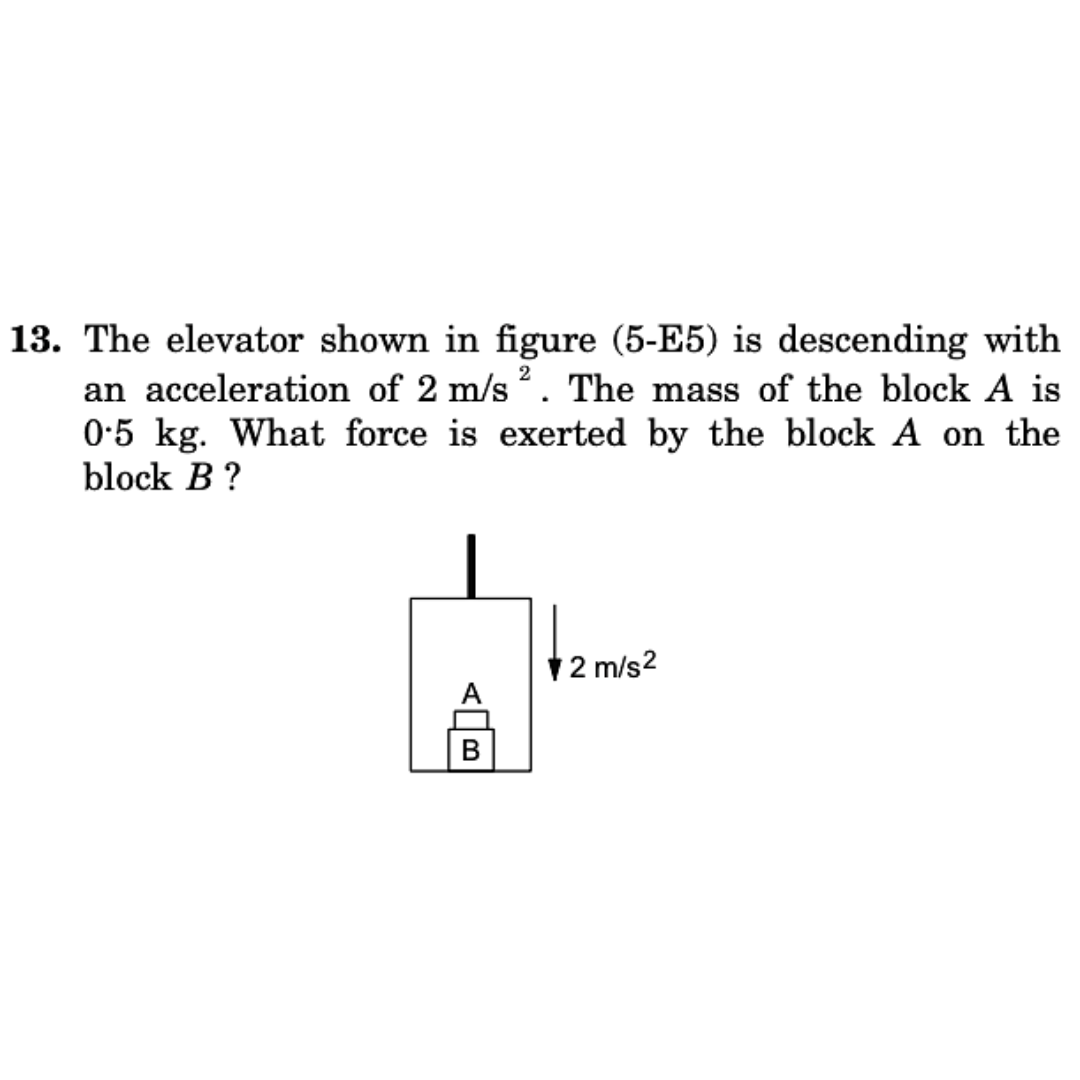 13. The elevator shown in figure (5-E5) is descending with
an acceleration of 2 m/s ². The mass of the block A is
0·5 kg. What force is exerted by the block A on the
block B ?
2 m/s2
A
B